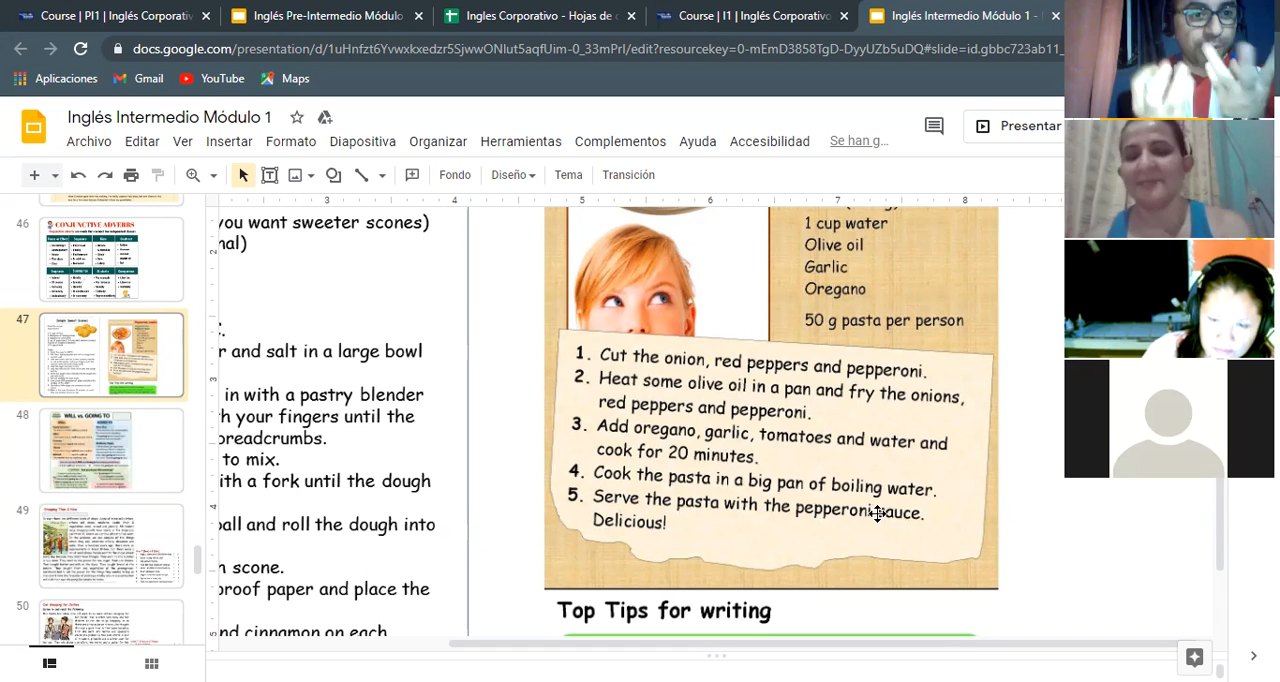 Course | PI1 | Inglés Corporativ
Inglés Pre-Intermedio Módulo
Ingles Corporativo - Hojas de c
Course | I1 | Inglés Corporativo
Inglés Intermedio Módulo 1 -
docs.google.com/presentation/d/1uHnfzt6Yvwxkxedzr5SjwwONlut5aqfUim-0_33mPrI/edit?resourcekey=0-mEmD3858TgD-DyyUZb5uDQ#slide=id.gbbc723ab11_
Aplicaciones
Gmail
YouTube
Maps
Inglés Intermedio Módulo 1
Archivo Editar Ver Insertar Formato Diapositiva Organizar Herramientas Complementos Ayuda Accesibilidad Se han g...
Presentar
Fondo Diseño Tema Transición
3 4 5 6 7 8
46
CONJUNCTIVE ADVERBS
47
48
WILL vs. GOING TO
49
50
you want sweeter scones)
nal)
r and salt in a large bowl
in with a pastry blender
h your fingers until the
breadcrumbs.
to mix.
ith a fork until the dough
ball and roll the dough into
h scone.
proof paper and place the
nd cinnamon on each
1 cup water
Olive oil
Garlic
Oregano
50 g pasta per person
1. Cut the onion, red peppers and pepperoni.
2. Heat some olive oil in a pan and fry the onions,
red peppers and pepperoni.
3. Add oregano, garlic, tomatoes and water and
cook for 20 minutes.
4. Cook the pasta in a big pan of boiling water.
5. Serve the pasta with the pepperoni sauce.
Delicious!
Top Tips for writing